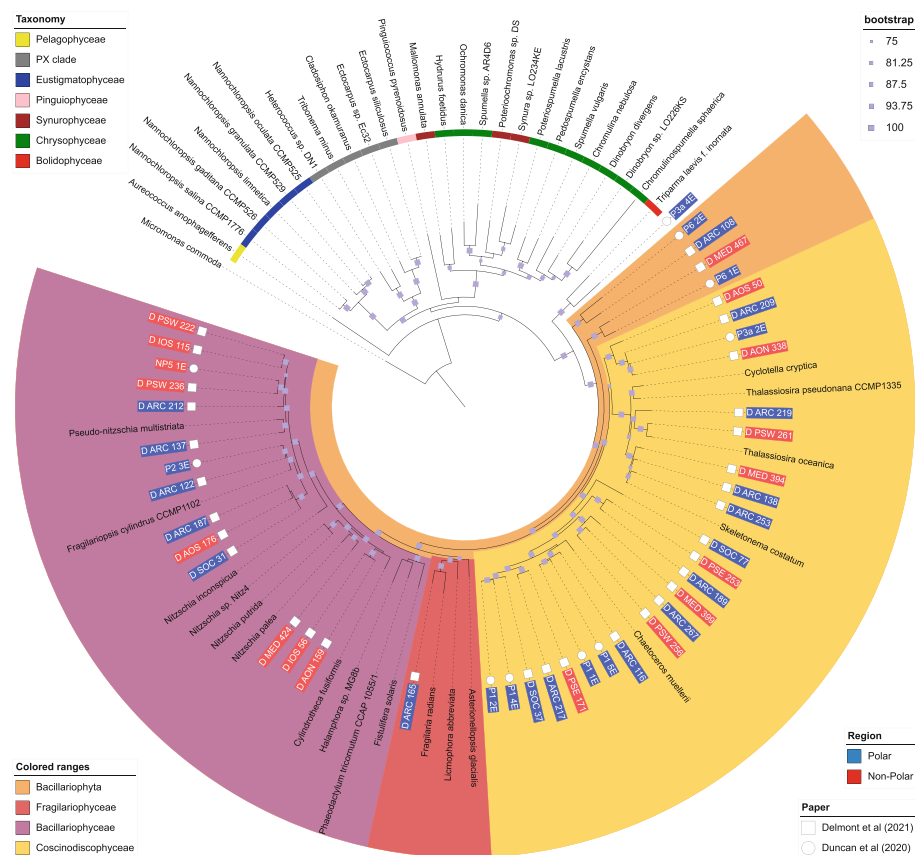 Taxonomy
Pelagophyceae
PX clade
Eustigmatophyceae
Pinguiophyceae
Synurophyceae
Chrysophyceae
Bolidophyceae
bootstrap
75
81.25
87.5
93.75
100
Micromonas commoda
Aureococcus anophagefferens
Nannochloropsis salina CCMP1776
Nannochloropsis gaditana CCMP526
Nannochloropsis limnetica
Nannochloropsis granulata CCMP529
Nannochloropsis oculata CCMP525
Heterococcus sp. DN1
Tribonema minus
Cladosiphon okamuranus
Ectocarpus sp. Ec32
Ectocarpus siliculosus
Pinguiococcus pyrenoidosus
Mallomonas annulata
Hydrurus foetidus
Ochromonas danica
Spumella sp. AR4D6
Poterioochromonas sp. DS
Synura sp. LO234KE
Poteriospumella lacustris
Pedospumella encystans
Spumella vulgaris
Chromulina nebulosa
Dinobryon divergens
Dinobryon sp. LO226KS
Chromulinospumella sphaerica
Triparma laevis f. inornata
P3a 4E
P6 2E
D ARC 108
D MED 467
P6 1E
D AOS 50
D ARC 209
P3a 2E
D AON 338
Cyclotella cryptica
Thalassiosira pseudonana CCMP1335
D ARC 219
D PSW 261
Thalassiosira oceanica
D MED 394
D ARC 138
D ARC 253
Skeletonema costatum
D SOC 77
D PSE 253
D ARC 189
D MED 399
D ARC 267
D PSW 256
Chaetoceros muellerii
D ARC 116
P1 5E
P1 1E
D PSE 171
D ARC 217
D SOC 37
P1 4E
P1 2E
Asterionellopsis glacialis
Licmophora abbreviata
Fragilaria radians
D ARC 165
Fistulifera solaris
Phaeodactylum tricornutum CCAP 1055/1
Halamphora sp. MG8b
Cylindrotheca fusiformis
D AON 159
D IOS 56
D MED 424
Nitzschia palea
Nitzschia putrida
Nitzschia sp. Nitz4
Nitzschia inconspicua
D SOC 31
D AOS 176
D ARC 187
Fragilariopsis cylindrus CCMP1102
D ARC 122
P2 3E
D ARC 137
Pseudo-nitzschia multistriata
D ARC 212
D PSW 236
NP5 1E
D IOS 115
D PSW 222
Colored ranges
Bacillariophyta
Fragilariophyceae
Bacillariophyceae
Coscinodiscophyceae
Region
Polar
Non-Polar
Paper
Delmont et al (2021)
Duncan et al (2020)